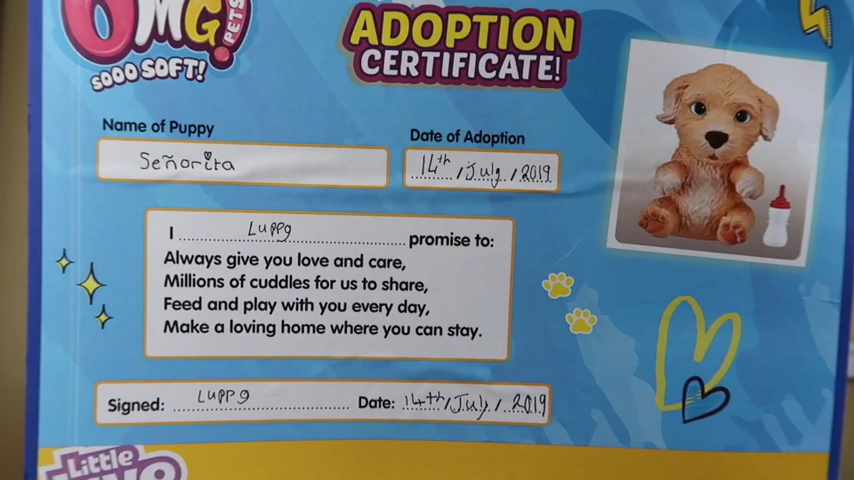 OMG!
PETS
SOOO SOFT!
ADOPTION
CERTIFICATE!
Name of Puppy
Señorita
Date of Adoption
14th / July / 2019
I Luppg promise to:
Always give you love and care,
Millions of cuddles for us to share,
Feed and play with you every day,
Make a loving home where you can stay.
Signed: Luppg Date: 14th / July / 2019
Little